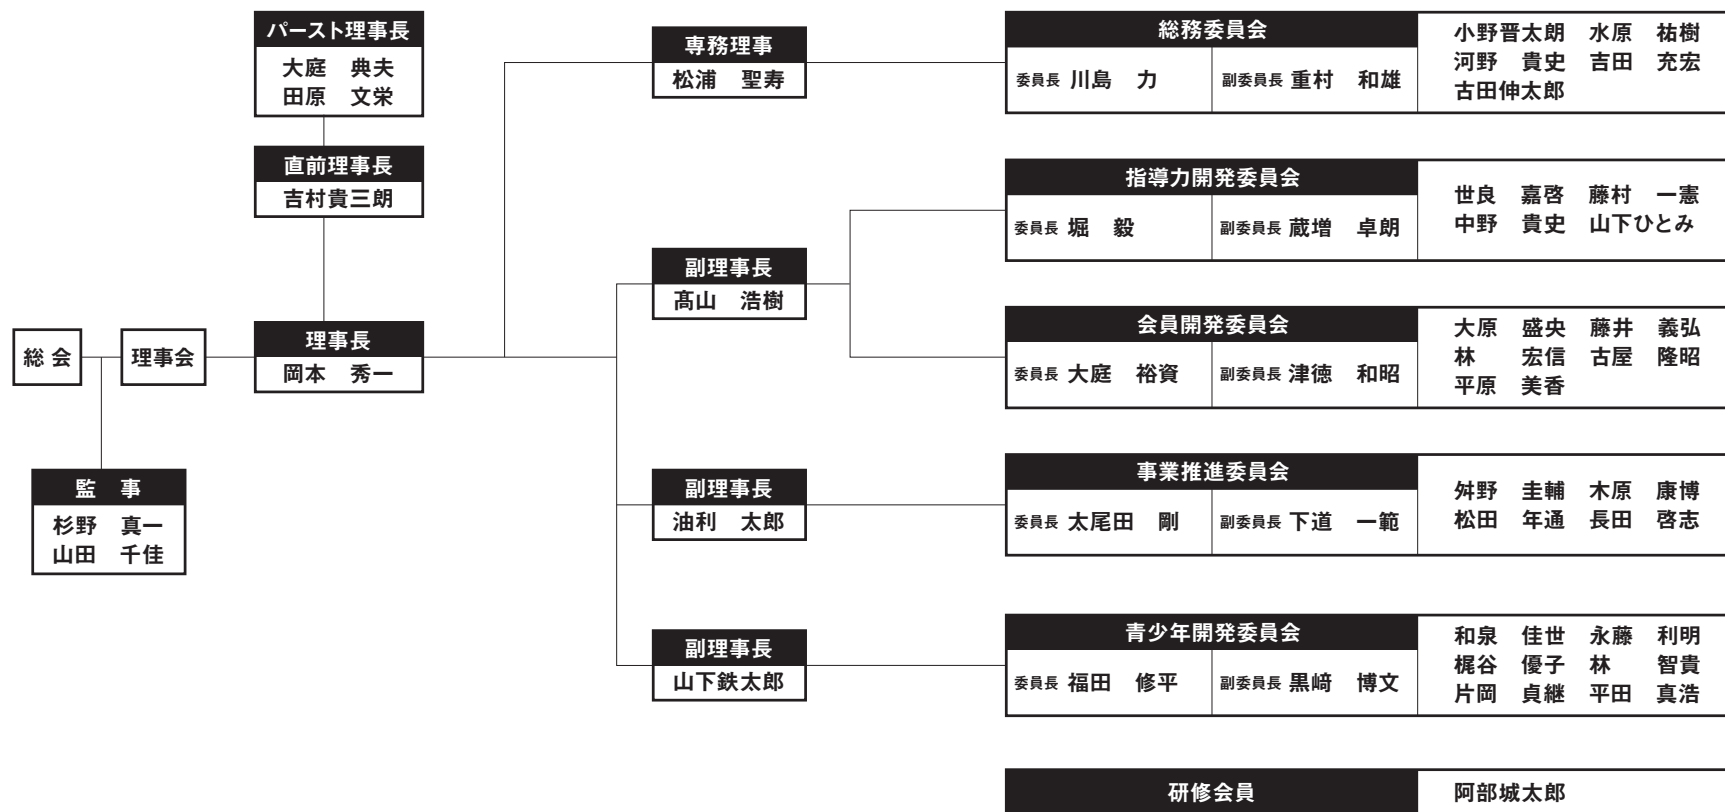 パースト理事長
大庭　典夫
田原　文栄
直前理事長
吉村貴三朗
総 会
理事会
理事長
岡本　秀一
監　事
杉野　真一
山田　千佳
専務理事
松浦　聖寿
副理事長
髙山　浩樹
副理事長
油利　太郎
副理事長
山下鉄太郎
総務委員会
委員長 川島　力
副委員長 重村　和雄
小野晋太朗　水原　祐樹
河野　貴史　吉田　充宏
古田伸太郎
指導力開発委員会
委員長 堀　毅
副委員長 蔵増　卓朗
世良　嘉啓　藤村　一憲
中野　貴史　山下ひとみ
会員開発委員会
委員長 大庭　裕資
副委員長 津徳　和昭
大原　盛央　藤井　義弘
林　　宏信　古屋　隆昭
平原　美香
事業推進委員会
委員長 太尾田　剛
副委員長 下道　一範
舛野　圭輔　木原　康博
松田　年通　長田　啓志
青少年開発委員会
委員長 福田　修平
副委員長 黒﨑　博文
和泉　佳世　永藤　利明
梶谷　優子　林　　智貴
片岡　貞継　平田　真浩
研修会員
阿部城太郎